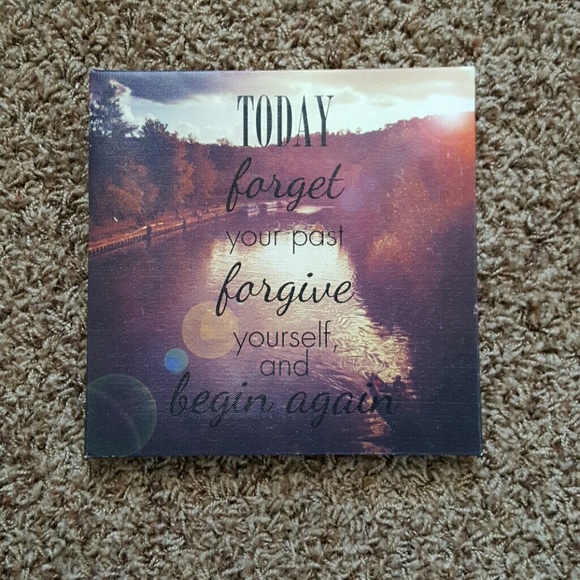 TODAY
forget
your past
forgive
yourself,
and
begin again